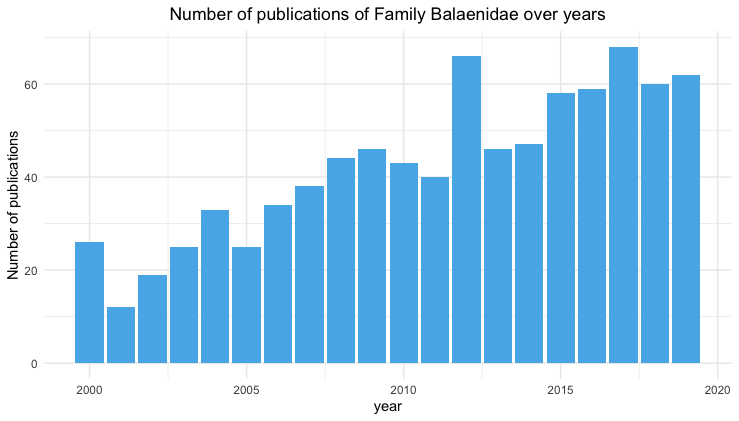 Number of publications of Family Balaenidae over years
Number of publications
60
40
20
0
2000 2005 2010 2015 2020
year